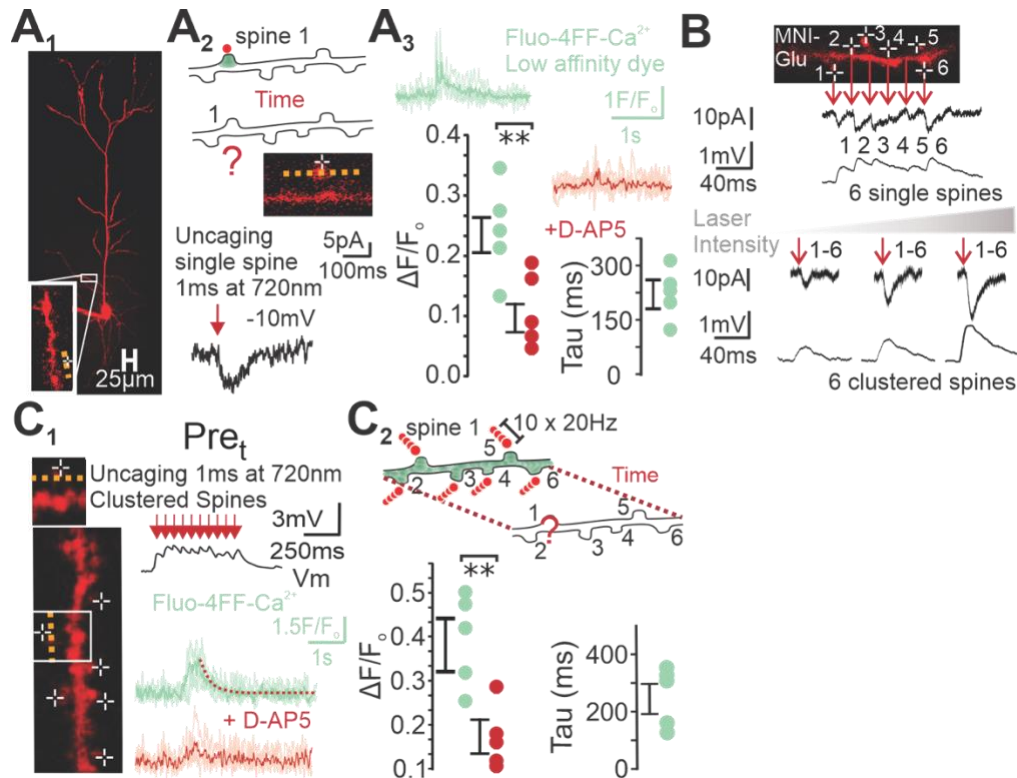 A1
25µm
A2
spine 1
Time
1
?
5pA
100ms
Uncaging
single spine
1ms at 720nm
-10mV
A3
Fluo-4FF-Ca2+
Low affinity dye
1F/Fo
1s
**
+D-AP5
ΔF/Fo
0.4
0.3
0.2
0.1
0.0
Tau (ms)
300
150
0
B
MNI-
Glu
1
2
3
4
5
6
10pA
1mV
40ms
1 2 3 4 5 6
6 single spines
Laser
Intensity
1-6
1-6
1-6
10pA
1mV
40ms
6 clustered spines
C1
Pret
Uncaging 1ms at 720nm
Clustered Spines
3mV
250ms
Vm
Fluo-4FF-Ca2+
1.5F/Fo
1s
+ D-AP5
C2
spine 1
10 x 20Hz
5
2
3
4
6
Time
1
?
5
2
3
4
6
**
ΔF/Fo
0.5
0.4
0.3
0.2
0.1
Tau (ms)
400
200
0